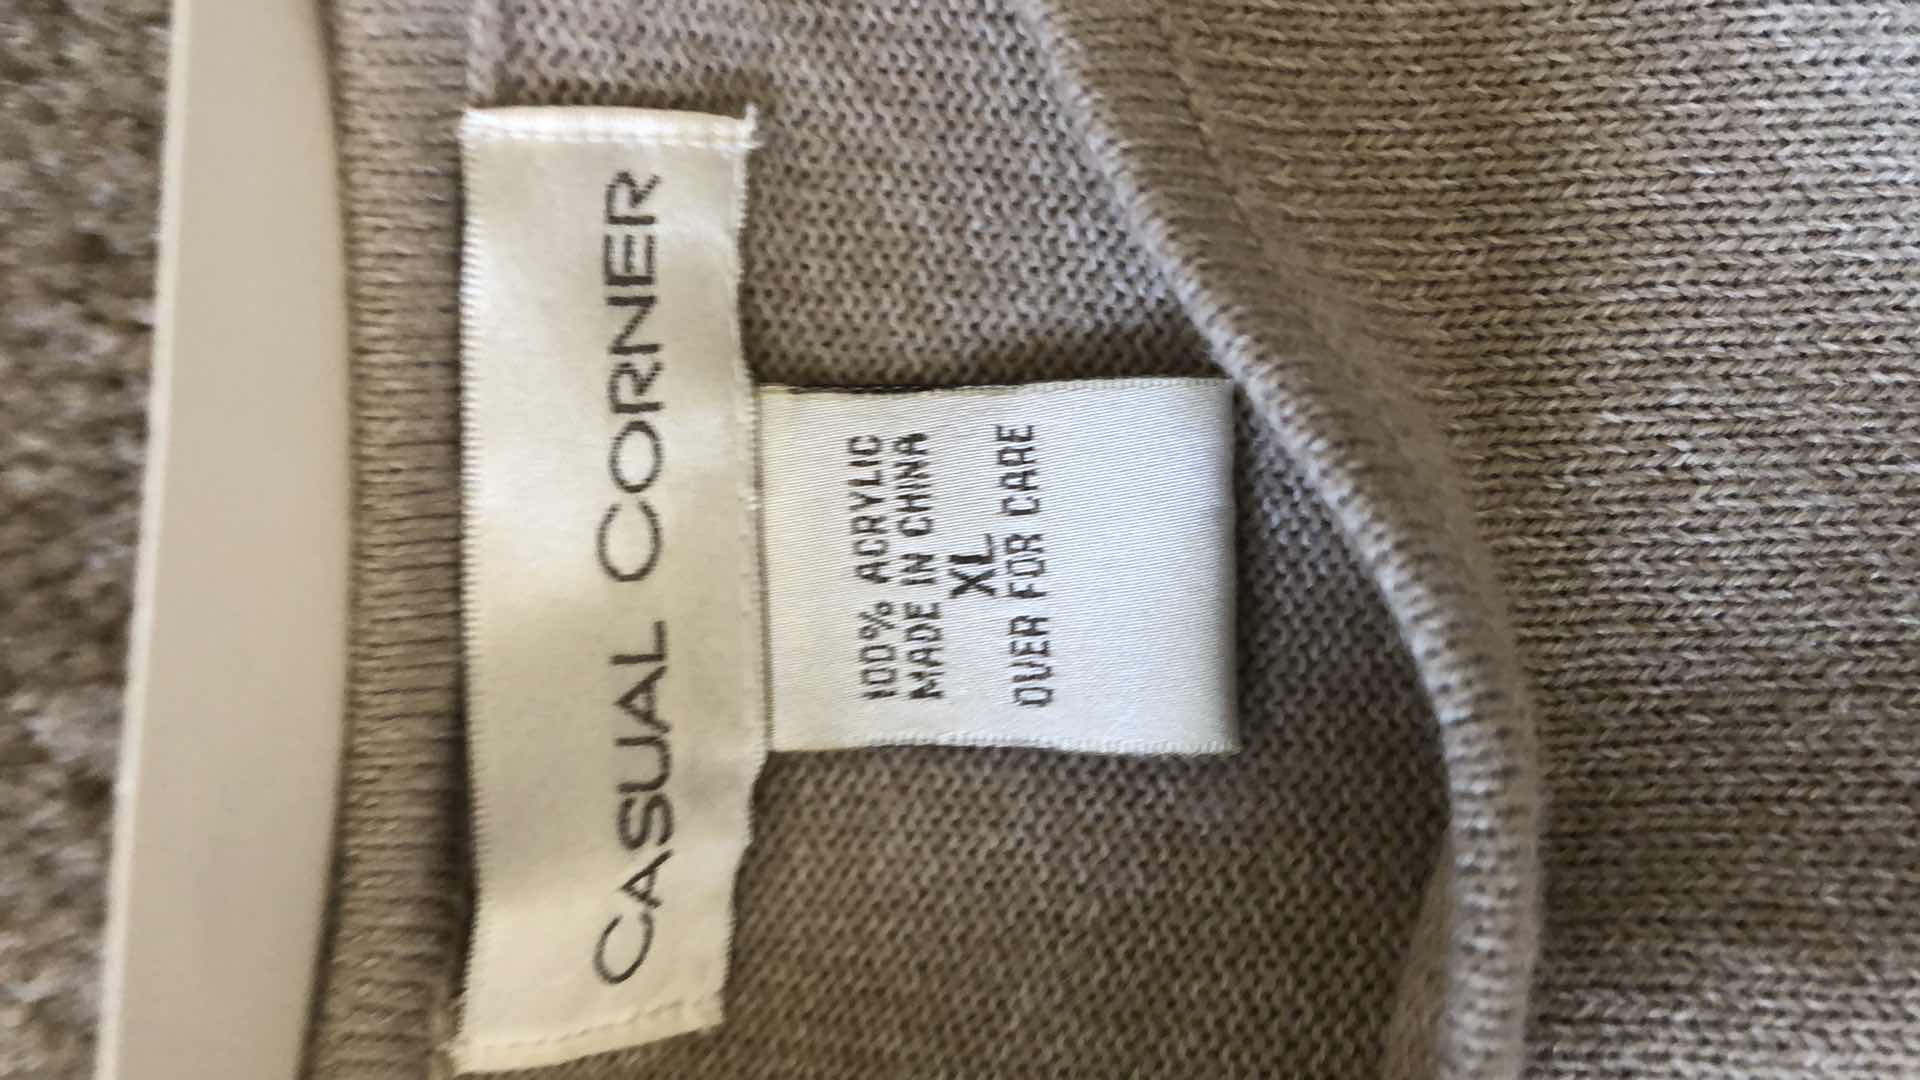 CASUAL CORNER
100% ACRYLIC
MADE IN CHINA
XL
OVER FOR CARE